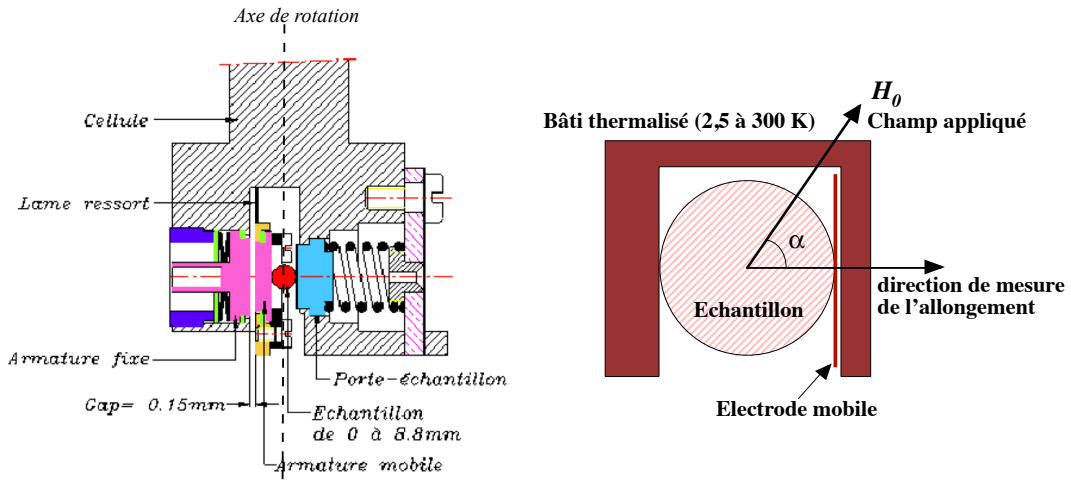 Axe de rotation
Cellule
Lame ressort
Armature fixe
Gap= 0.15mm
Porte-échantillon
Echantillon
de 0 à 8.8mm
Armature mobile
H0
Bâti thermalisé (2,5 à 300 K)
Champ appliqué
α
Echantillon
direction de mesure
de l'allongement
Electrode mobile